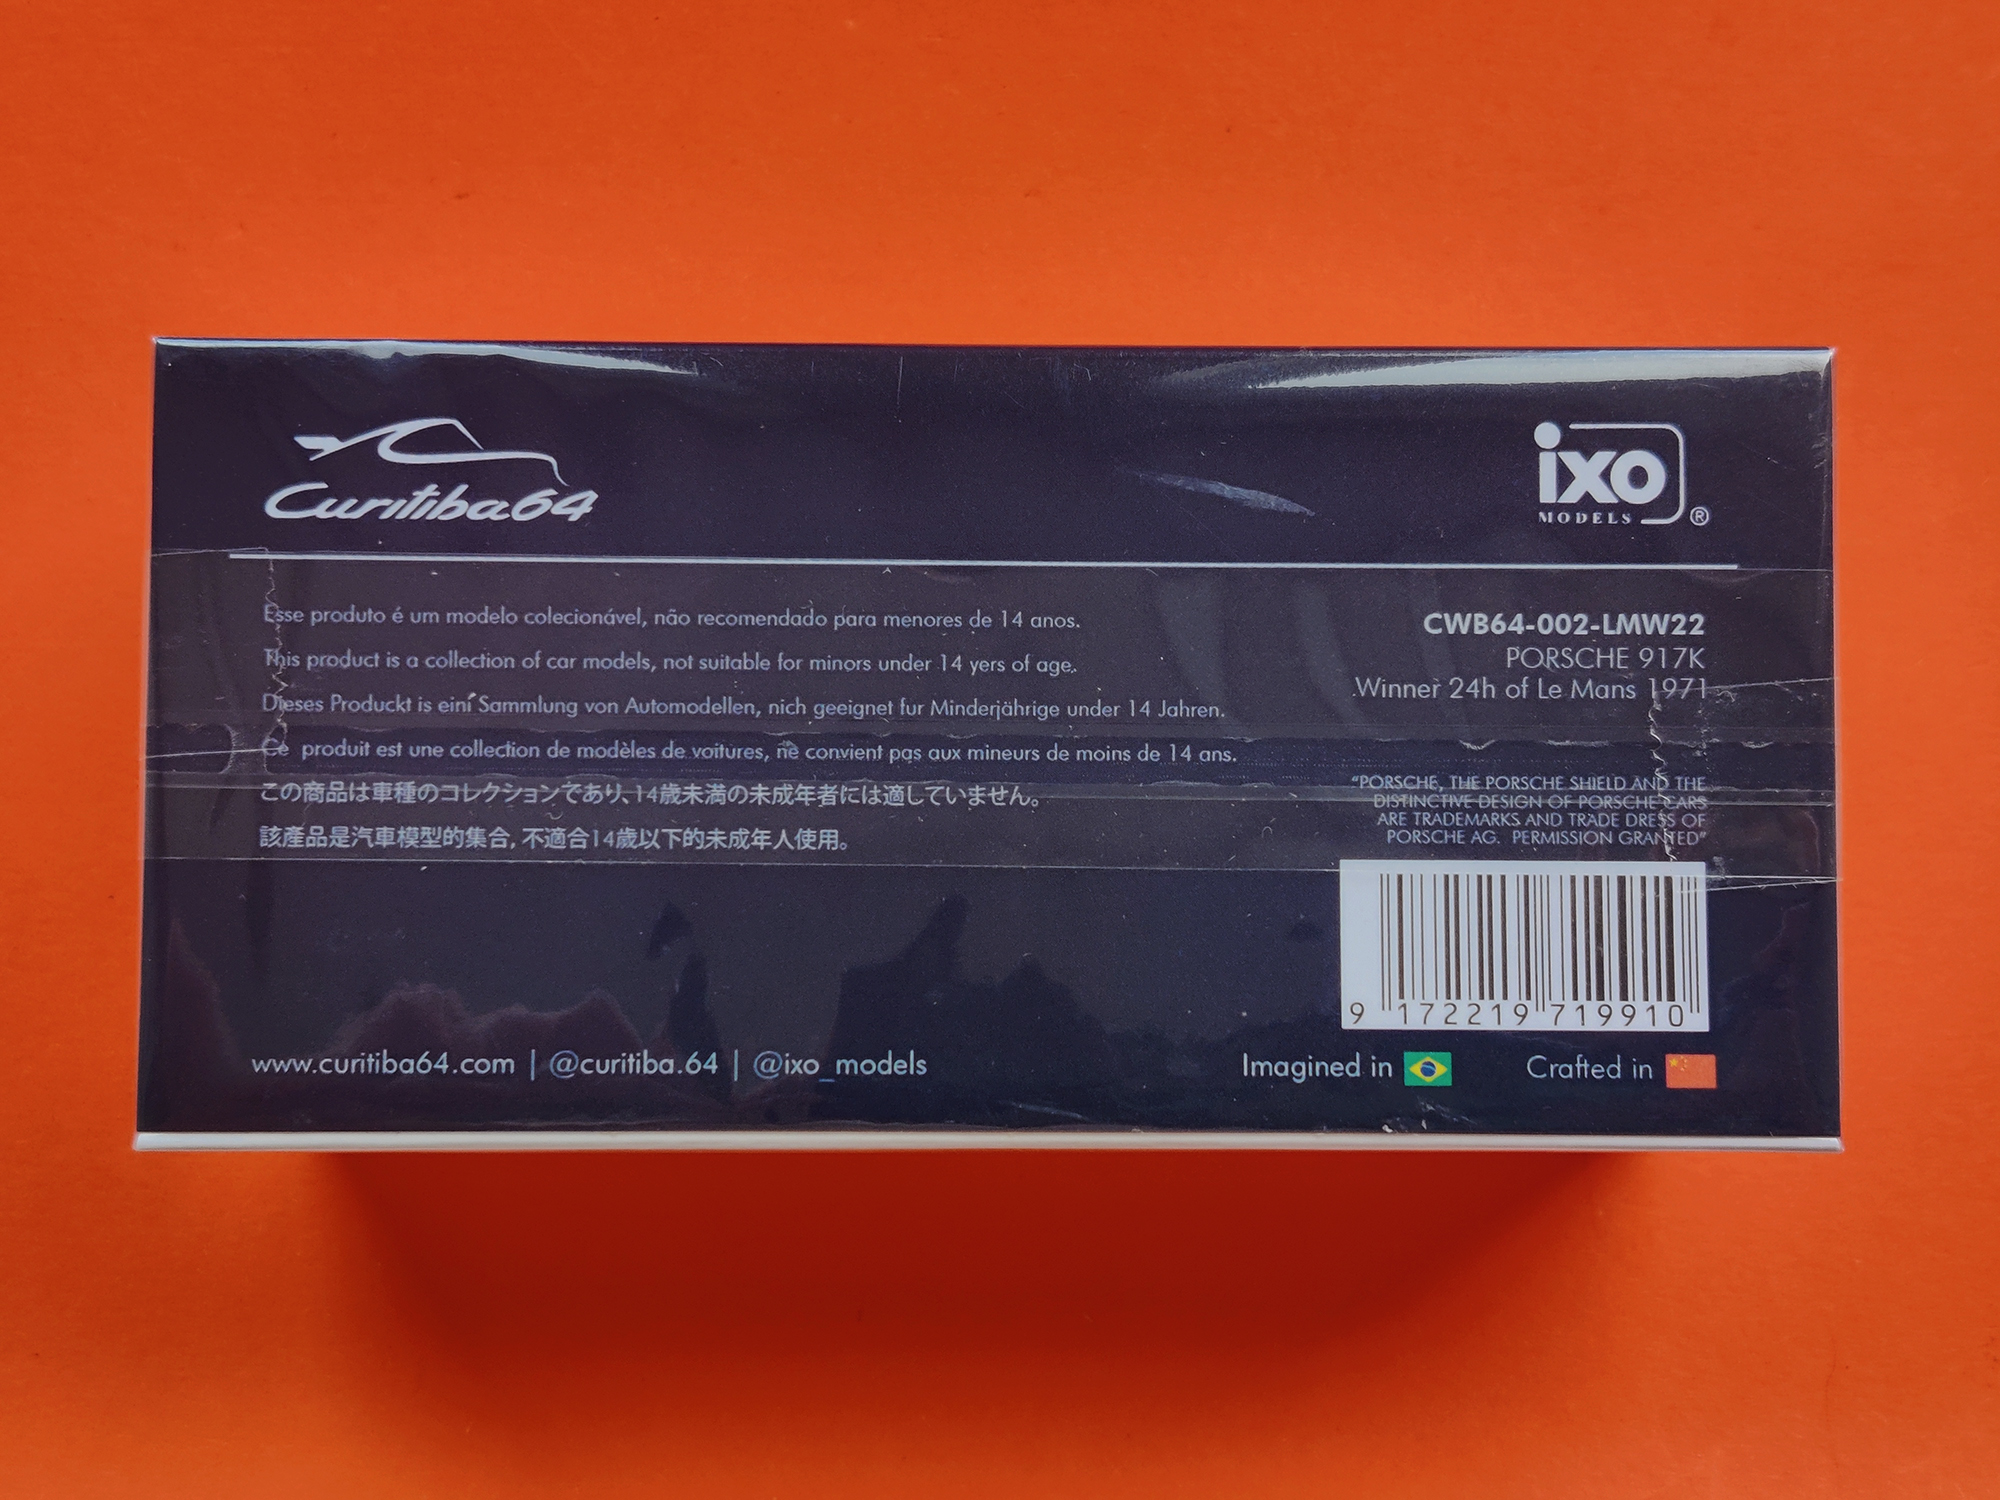 Curitiba64
ixo
MODELS ®
Esse produto é um modelo colecionável, não recomendado para menores de 14 anos.
This product is a collection of car models, not suitable for minors under 14 yers of age.
Dieses Produckt is einí Sammlung von Automodellen, nich geeignet fur Minderjährige under 14 Jahren.
Ce produit est une collection de modèles de voitures, ne convient pas aux mineurs de moins de 14 ans.
この商品は車種のコレクションであり、14歳未満の未成年者には適していません。
該產品是汽車模型的集合, 不適合14歲以下的未成年人使用。
CWB64-002-LMW22
PORSCHE 917K
Winner 24h of Le Mans 1971
"PORSCHE, THE PORSCHE SHIELD AND THE
DISTINCTIVE DESIGN OF PORSCHE CARS
ARE TRADEMARKS AND TRADE DRESS OF
PORSCHE AG. PERMISSION GRANTED"
9 172219 719910
www.curitiba64.com | @curitiba.64 | @ixo_models
Imagined in
Crafted in